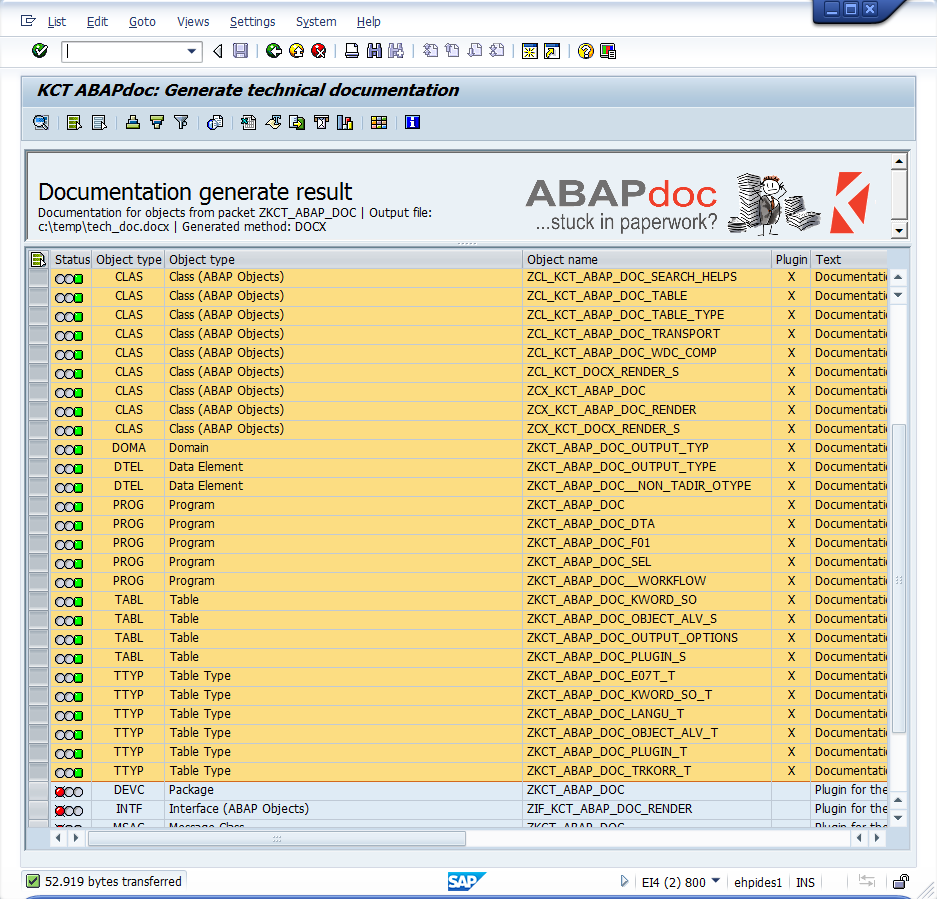 List Edit Goto Views Settings System Help
KCT ABAPdoc: Generate technical documentation
Documentation generate result
Documentation for objects from packet ZKCT_ABAP_DOC | Output file:
c:\temp\tech_doc.docx | Generated method: DOCX
ABAPdoc
...stuck in paperwork?
Status Object type Object type Object name Plugin Text
CLAS Class (ABAP Objects) ZCL_KCT_ABAP_DOC_SEARCH_HELPS X Documentati
CLAS Class (ABAP Objects) ZCL_KCT_ABAP_DOC_TABLE X Documentati
CLAS Class (ABAP Objects) ZCL_KCT_ABAP_DOC_TABLE_TYPE X Documentati
CLAS Class (ABAP Objects) ZCL_KCT_ABAP_DOC_TRANSPORT X Documentati
CLAS Class (ABAP Objects) ZCL_KCT_ABAP_DOC_WDC_COMP X Documentati
CLAS Class (ABAP Objects) ZCL_KCT_DOCX_RENDER_S X Documentati
CLAS Class (ABAP Objects) ZCX_KCT_ABAP_DOC X Documentati
CLAS Class (ABAP Objects) ZCX_KCT_ABAP_DOC_RENDER X Documentati
CLAS Class (ABAP Objects) ZCX_KCT_DOCX_RENDER_S X Documentati
DOMA Domain ZKCT_ABAP_DOC_OUTPUT_TYP X Documentati
DTEL Data Element ZKCT_ABAP_DOC_OUTPUT_TYPE X Documentati
DTEL Data Element ZKCT_ABAP_DOC__NON_TADIR_OTYPE X Documentati
PROG Program ZKCT_ABAP_DOC X Documentati
PROG Program ZKCT_ABAP_DOC_DTA X Documentati
PROG Program ZKCT_ABAP_DOC_F01 X Documentati
PROG Program ZKCT_ABAP_DOC_SEL X Documentati
PROG Program ZKCT_ABAP_DOC__WORKFLOW X Documentati
TABL Table ZKCT_ABAP_DOC_KWORD_SO X Documentati
TABL Table ZKCT_ABAP_DOC_OBJECT_ALV_S X Documentati
TABL Table ZKCT_ABAP_DOC_OUTPUT_OPTIONS X Documentati
TABL Table ZKCT_ABAP_DOC_PLUGIN_S X Documentati
TTYP Table Type ZKCT_ABAP_DOC_E07T_T X Documentati
TTYP Table Type ZKCT_ABAP_DOC_KWORD_SO_T X Documentati
TTYP Table Type ZKCT_ABAP_DOC_LANGU_T X Documentati
TTYP Table Type ZKCT_ABAP_DOC_OBJECT_ALV_T X Documentati
TTYP Table Type ZKCT_ABAP_DOC_PLUGIN_T X Documentati
TTYP Table Type ZKCT_ABAP_DOC_TRKORR_T X Documentati
DEVC Package ZKCT_ABAP_DOC Plugin for the
INTF Interface (ABAP Objects) ZIF_KCT_ABAP_DOC_RENDER Plugin for the
MSAG Message Class ZKCT_ABAP_DOC Plugin for the
52.919 bytes transferred SAP EI4 (2) 800 ehpides1 INS